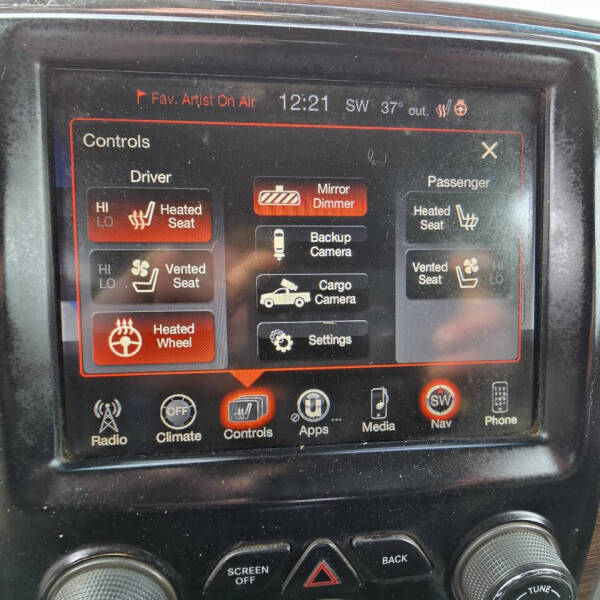 Fav. Artist On Air 12:21 SW 37° out.
Controls
Driver
HI
LO
Heated
Seat
HI
LO
Vented
Seat
Heated
Wheel
Mirror
Dimmer
Backup
Camera
Cargo
Camera
Settings
Passenger
Heated
Seat
Vented
Seat
HI
LO
Radio
OFF
Climate
Controls
U
Apps
...
Media
SW
Nav
Phone
SCREEN
OFF
BACK
TUNE